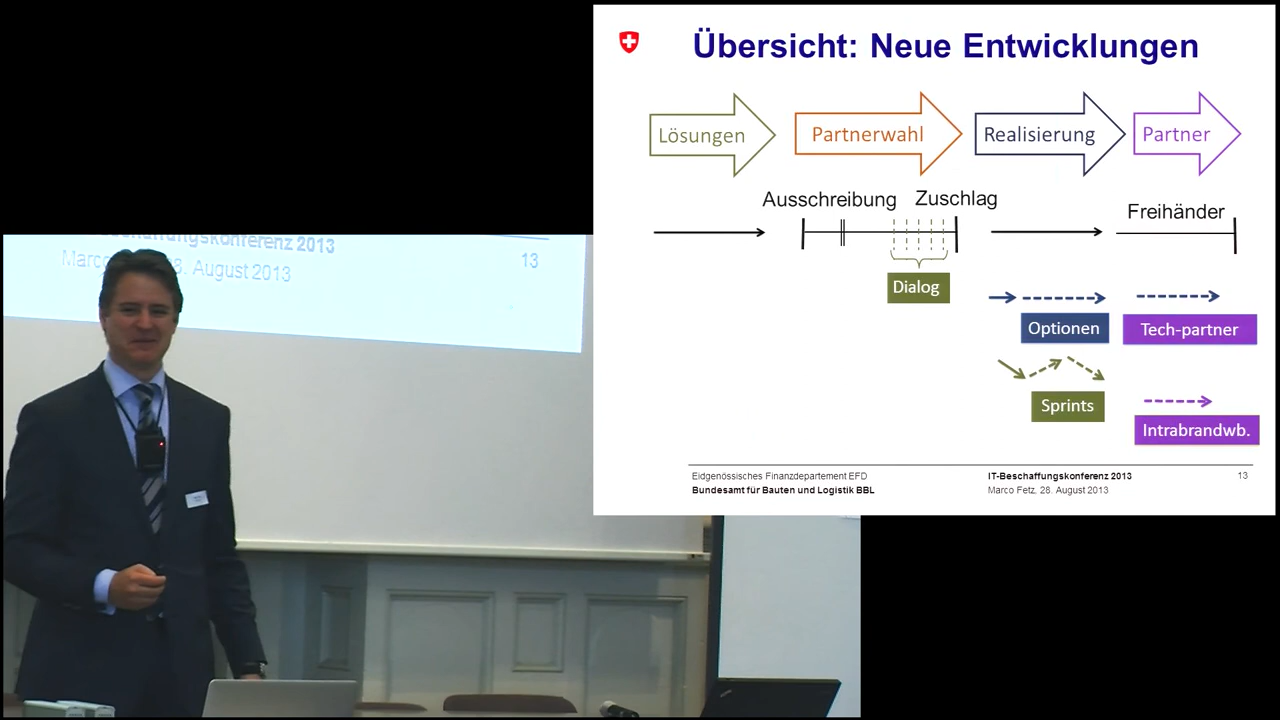 Übersicht: Neue Entwicklungen
Lösungen
Partnerwahl
Realisierung
Partner
Ausschreibung
Zuschlag
Freihänder
Dialog
Optionen
Tech-partner
Sprints
Intrabrandwb.
Eidgenössisches Finanzdepartement EFD
Bundesamt für Bauten und Logistik BBL
IT-Beschaffungskonferenz 2013
Marco Fetz, 28. August 2013
13
Beschaffungskonferenz 2013
Marco
28. August 2013
13